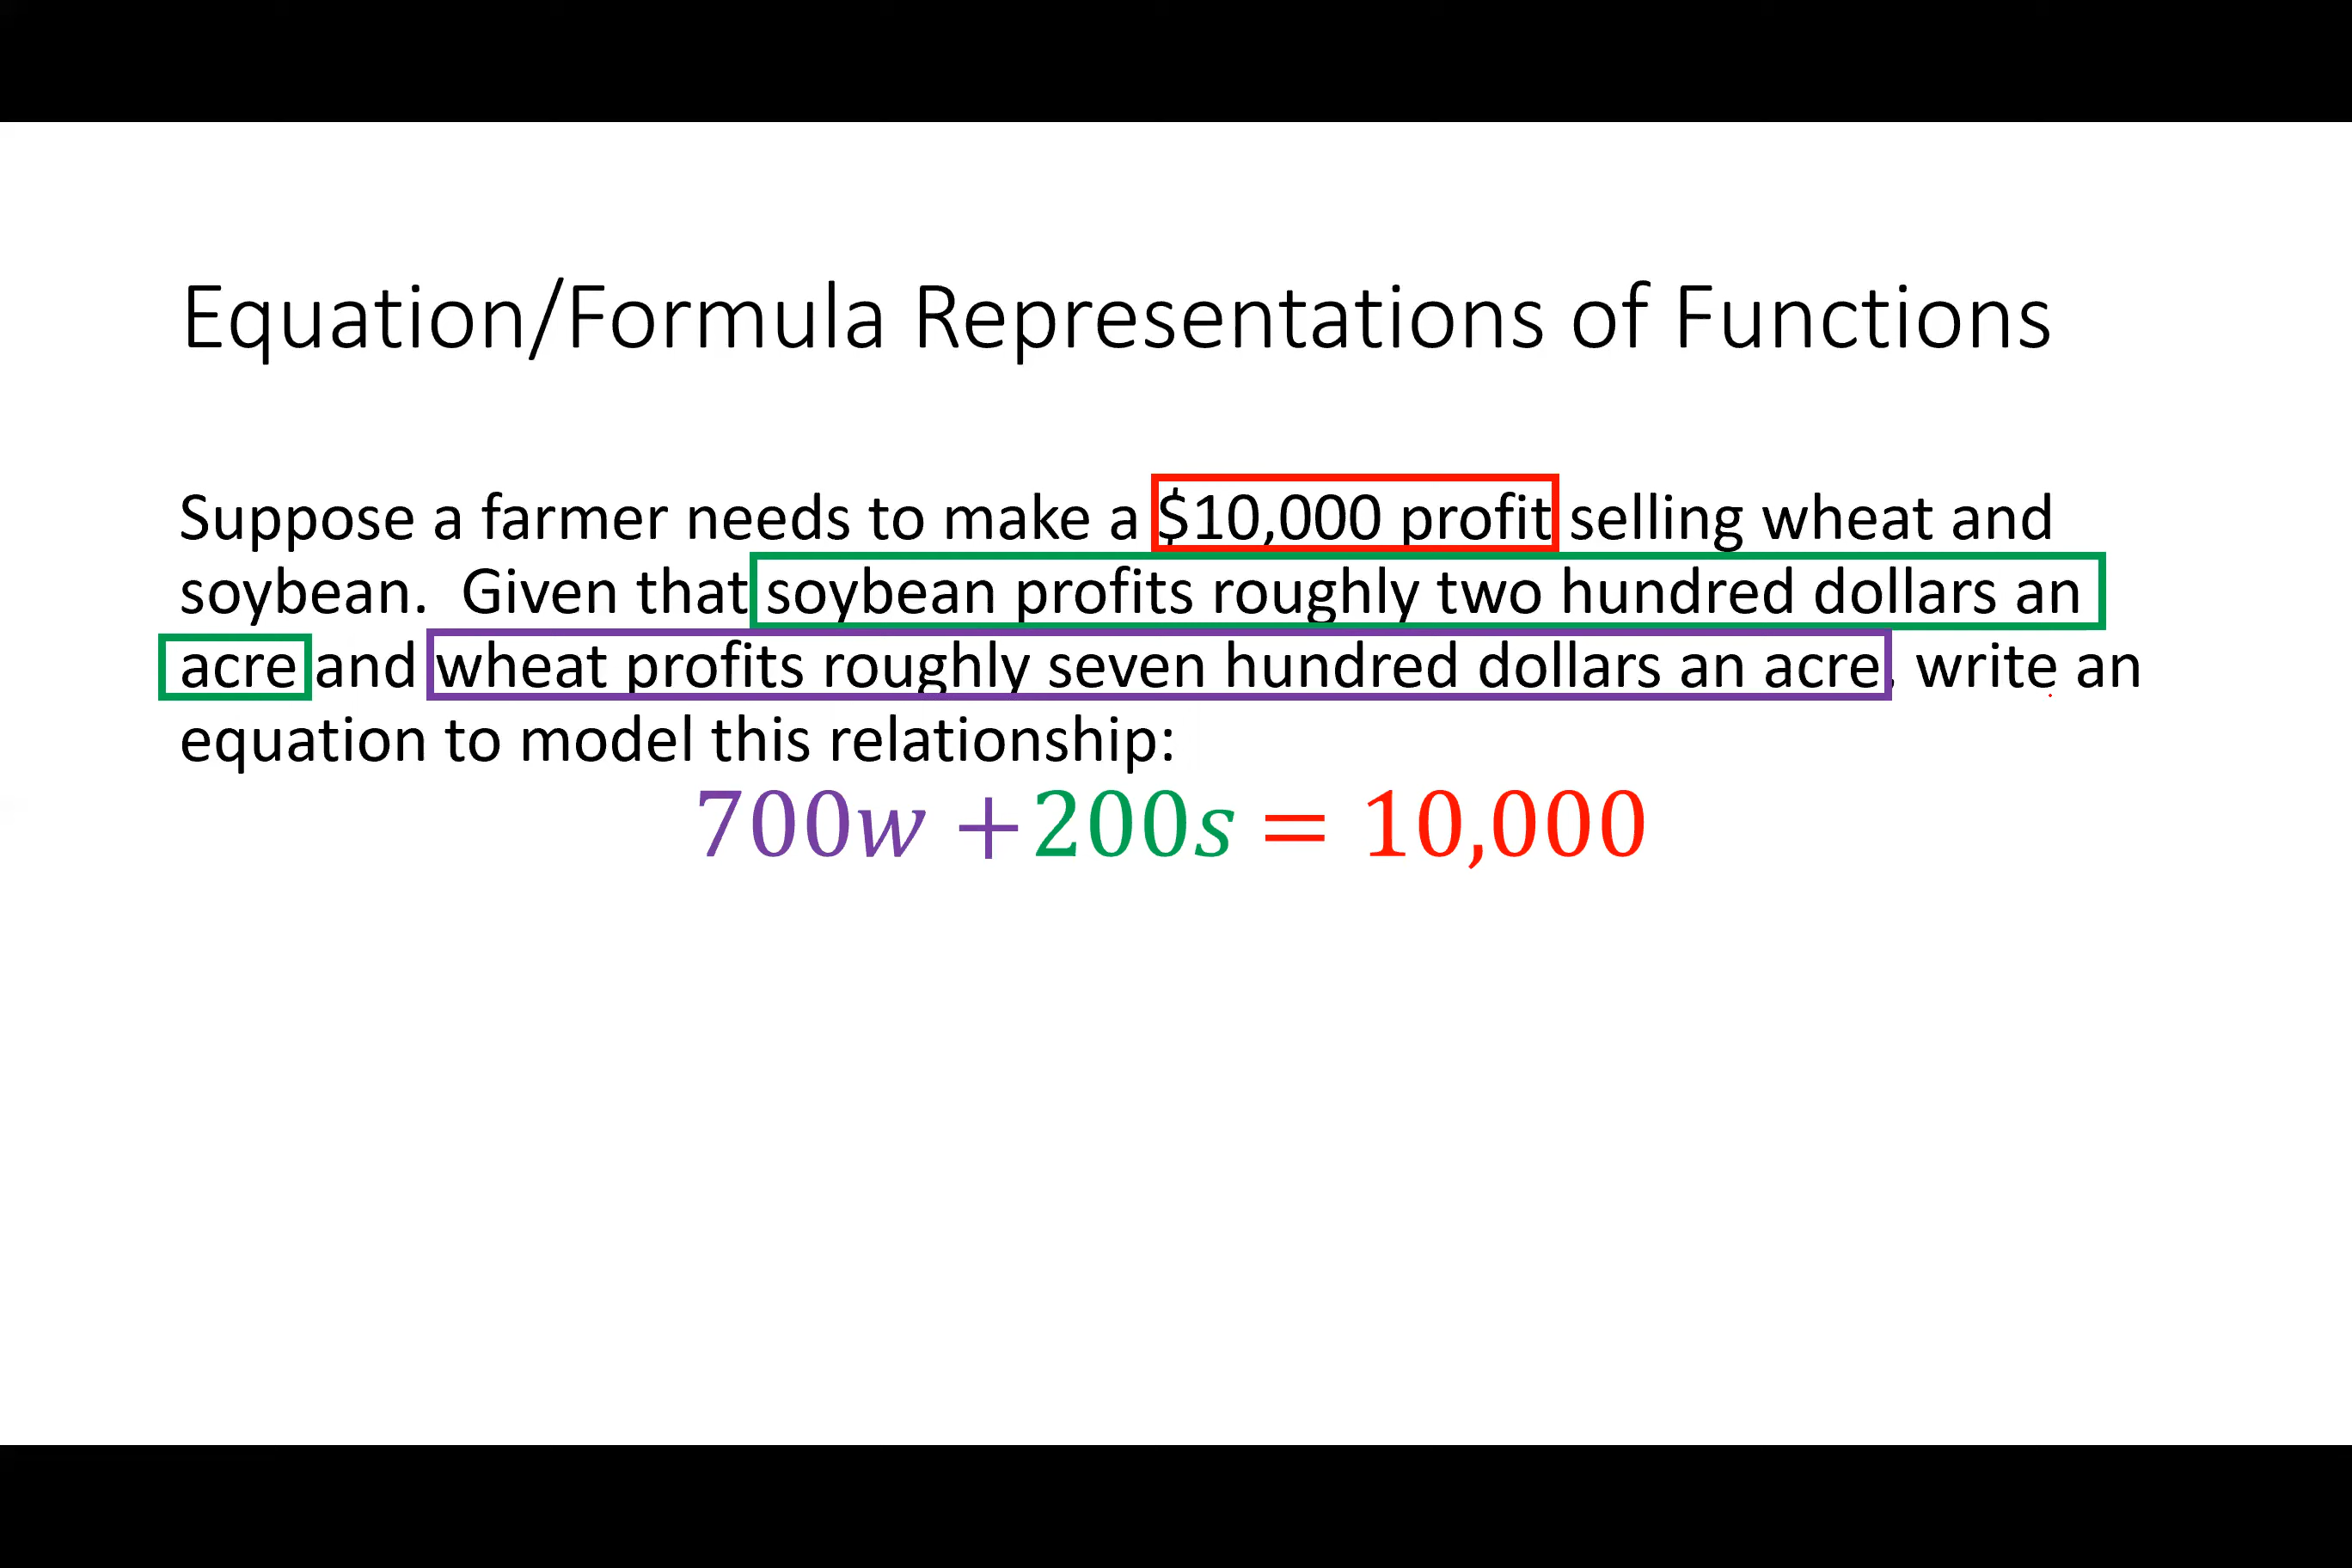 Equation/Formula Representations of Functions
Suppose a farmer needs to make a $10,000 profit selling wheat and
soybean.  Given that soybean profits roughly two hundred dollars an
acre and wheat profits roughly seven hundred dollars an acre, write an
equation to model this relationship:
700w +200s = 10,000